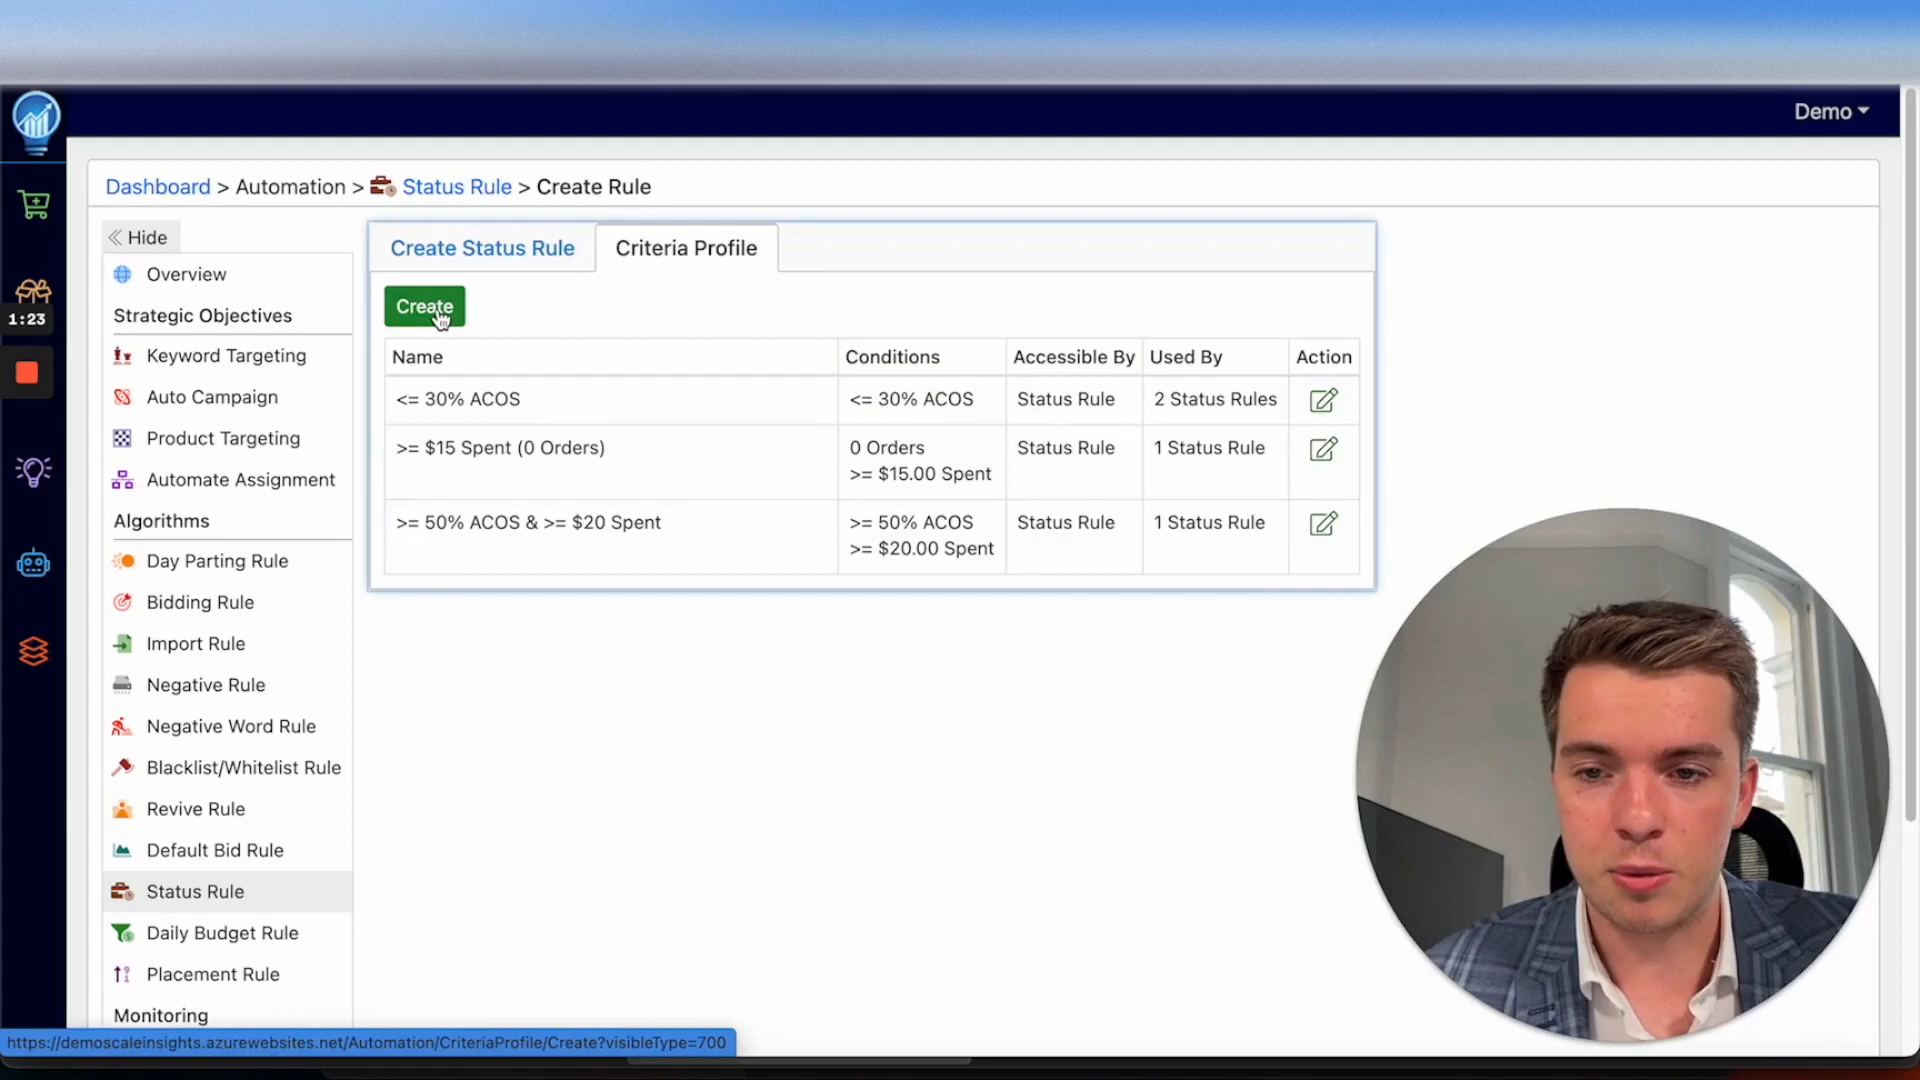 Demo
Dashboard > Automation > Status Rule > Create Rule
Hide
Create Status Rule
Criteria Profile
Overview
Create
1:23
Strategic Objectives
Name
Conditions
Accessible By
Used By
Action
Keyword Targeting
<= 30% ACOS
<= 30% ACOS
Status Rule
2 Status Rules
Auto Campaign
Product Targeting
>= $15 Spent (0 Orders)
0 Orders
>= $15.00 Spent
Status Rule
1 Status Rule
Automate Assignment
Algorithms
>= 50% ACOS & >= $20 Spent
>= 50% ACOS
>= $20.00 Spent
Status Rule
1 Status Rule
Day Parting Rule
Bidding Rule
Import Rule
Negative Rule
Negative Word Rule
Blacklist/Whitelist Rule
Revive Rule
Default Bid Rule
Status Rule
Daily Budget Rule
Placement Rule
Monitoring
https://demoscaleinsights.azurewebsites.net/Automation/CriteriaProfile/Create?visibleType=700